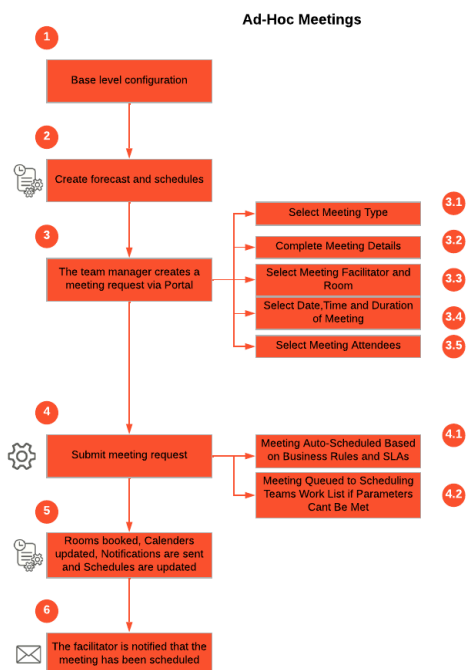 Ad-Hoc Meetings
1
Base level configuration
2
Create forecast and schedules
3
The team manager creates a
meeting request via Portal
3.1
Select Meeting Type
3.2
Complete Meeting Details
3.3
Select Meeting Facilitator and
Room
3.4
Select Date,Time and Duration
of Meeting
3.5
Select Meeting Attendees
4
Submit meeting request
4.1
Meeting Auto-Scheduled Based
on Business Rules and SLAs
4.2
Meeting Queued to Scheduling
Teams Work List if Parameters
Cant Be Met
5
Rooms booked, Calenders
updated, Notifications are sent
and Schedules are updated
6
The facilitator is notified that the
meeting has been scheduled